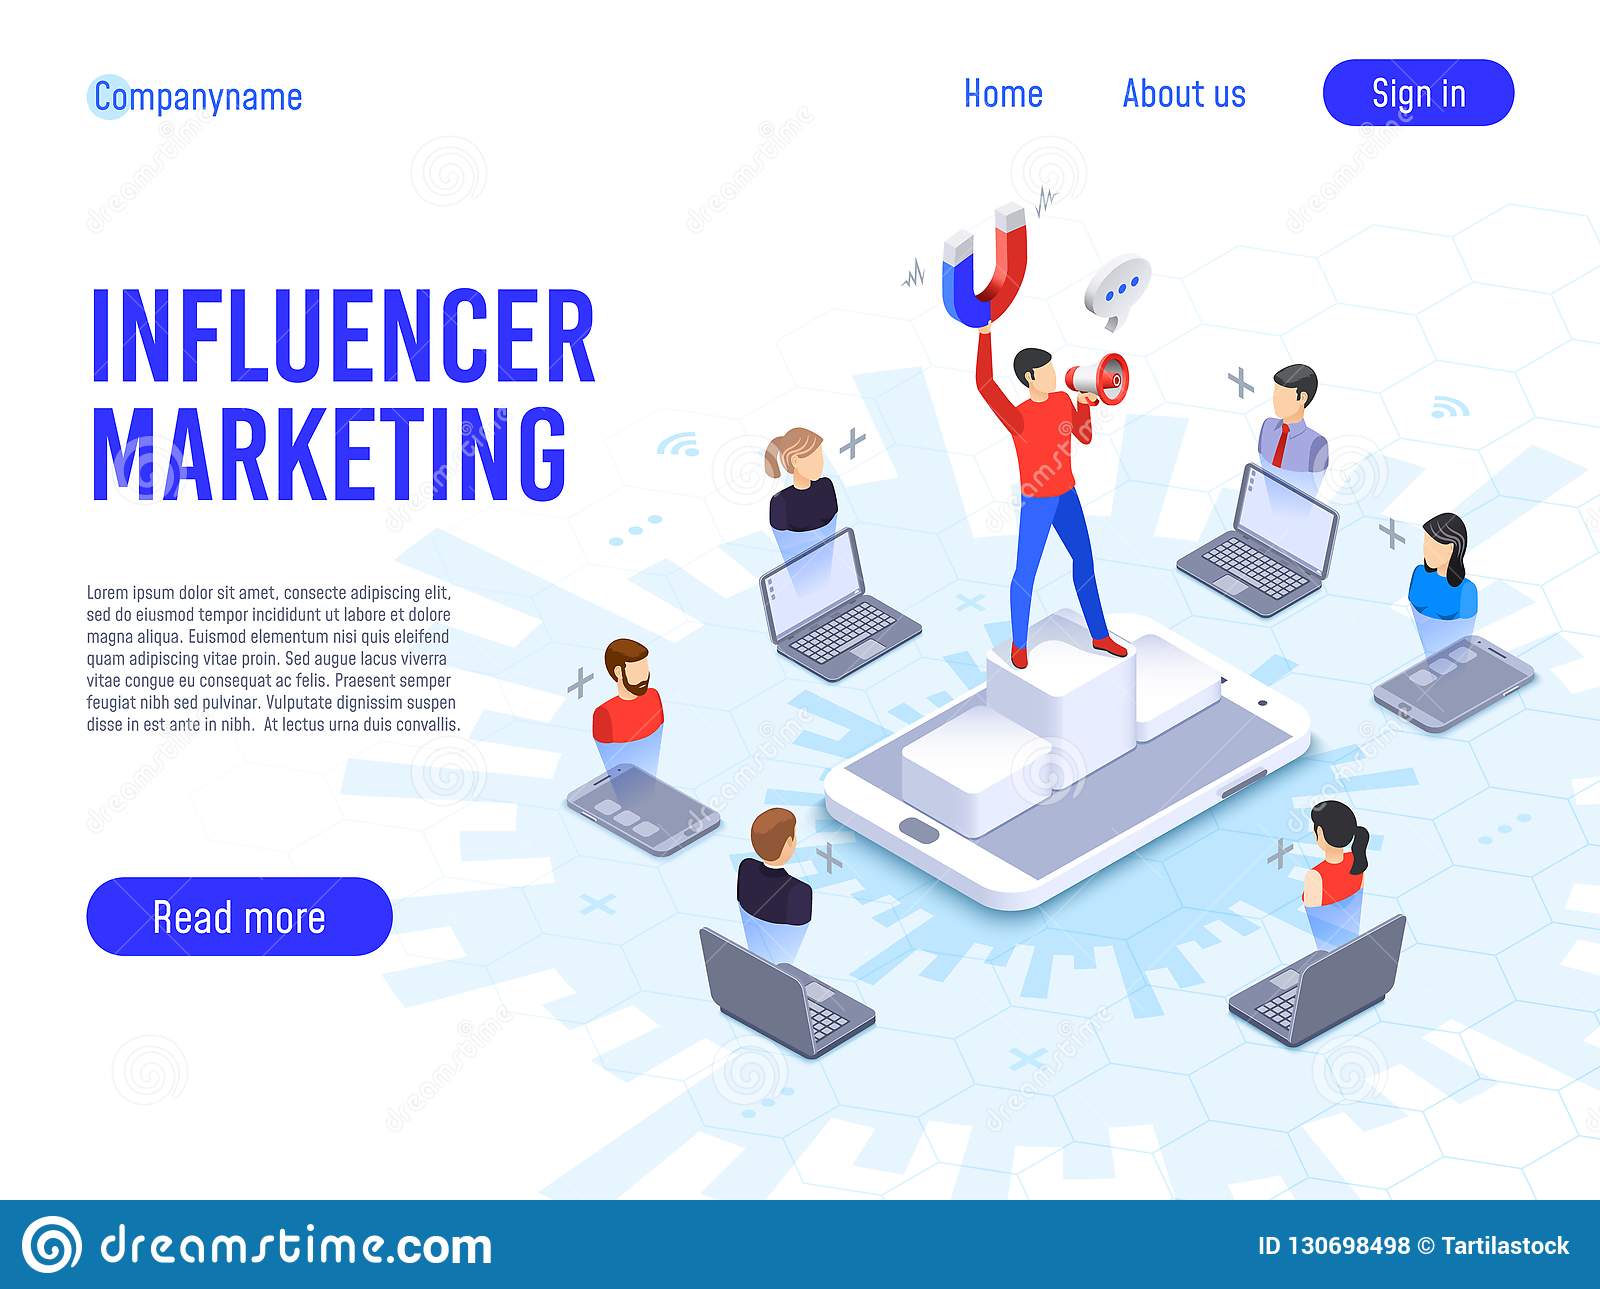 Companyname
Home
About us
Sign in
INFLUENCER
MARKETING
Lorem ipsum dolor sit amet, consecte adipiscing elit,
sed do eiusmod tempor incididunt ut labore et dolore
magna aliqua. Euismod elementum nisi quis eleifend
quam adipiscing vitae proin. Sed augue lacus viverra
vitae congue eu consequat ac felis. Praesent semper
feugiat nibh sed pulvinar. Vulputate dignissim suspen
disse in est ante in nibh. At lectus urna duis convallis.
Read more
dreamstime.com
ID 130698498 © Tartilastock